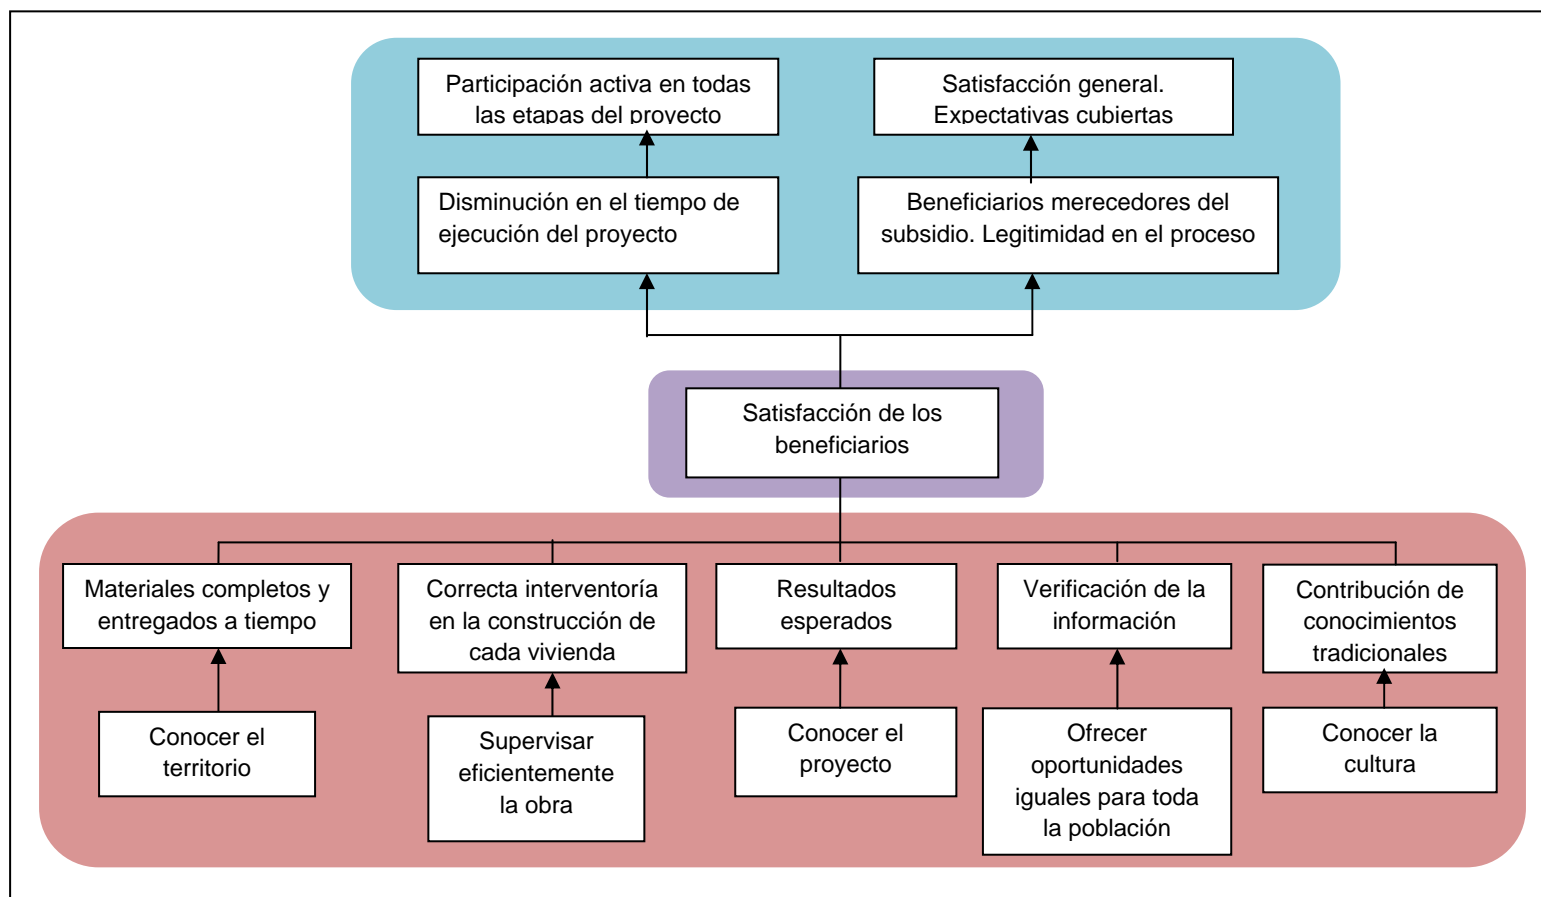 Participación activa en todas
las etapas del proyecto
Satisfacción general.
Expectativas cubiertas
Disminución en el tiempo de
ejecución del proyecto
Beneficiarios merecedores del
subsidio. Legitimidad en el proceso
Satisfacción de los
beneficiarios
Materiales completos y
entregados a tiempo
Correcta interventoría
en la construcción de
cada vivienda
Resultados
esperados
Verificación de la
información
Contribución de
conocimientos
tradicionales
Conocer el
territorio
Supervisar
eficientemente
la obra
Conocer el
proyecto
Ofrecer
oportunidades
iguales para toda
la población
Conocer la
cultura